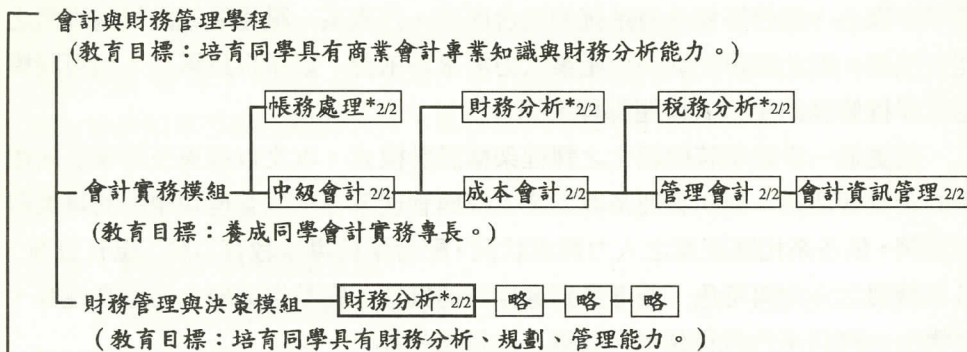 會計與財務管理學程
(教育目標：培育同學具有商業會計專業知識與財務分析能力。)
帳務處理*2/2 財務分析*2/2 稅務分析*2/2
會計實務模組 中級會計2/2 成本會計2/2 管理會計2/2 會計資訊管理2/2
(教育目標：養成同學會計實務專長。)
財務管理與決策模組 財務分析*2/2 略 略 略
(教育目標：培育同學具有財務分析、規劃、管理能力。)